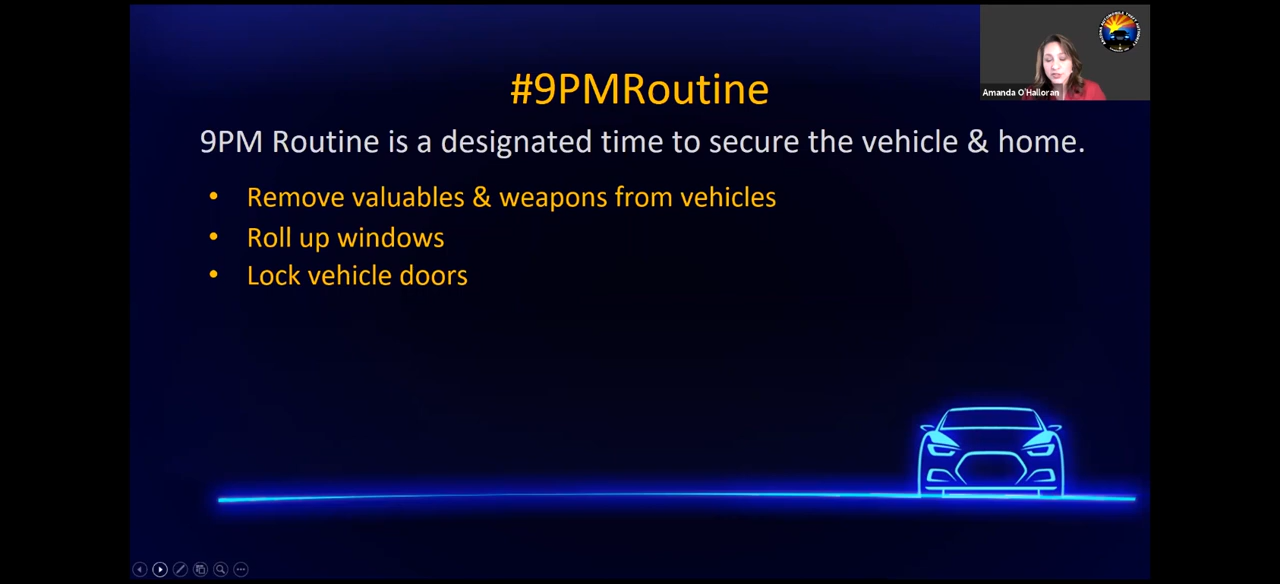 #9PMRoutine
9PM Routine is a designated time to secure the vehicle & home.
• Remove valuables & weapons from vehicles
• Roll up windows
• Lock vehicle doors
Amanda O'Halloran